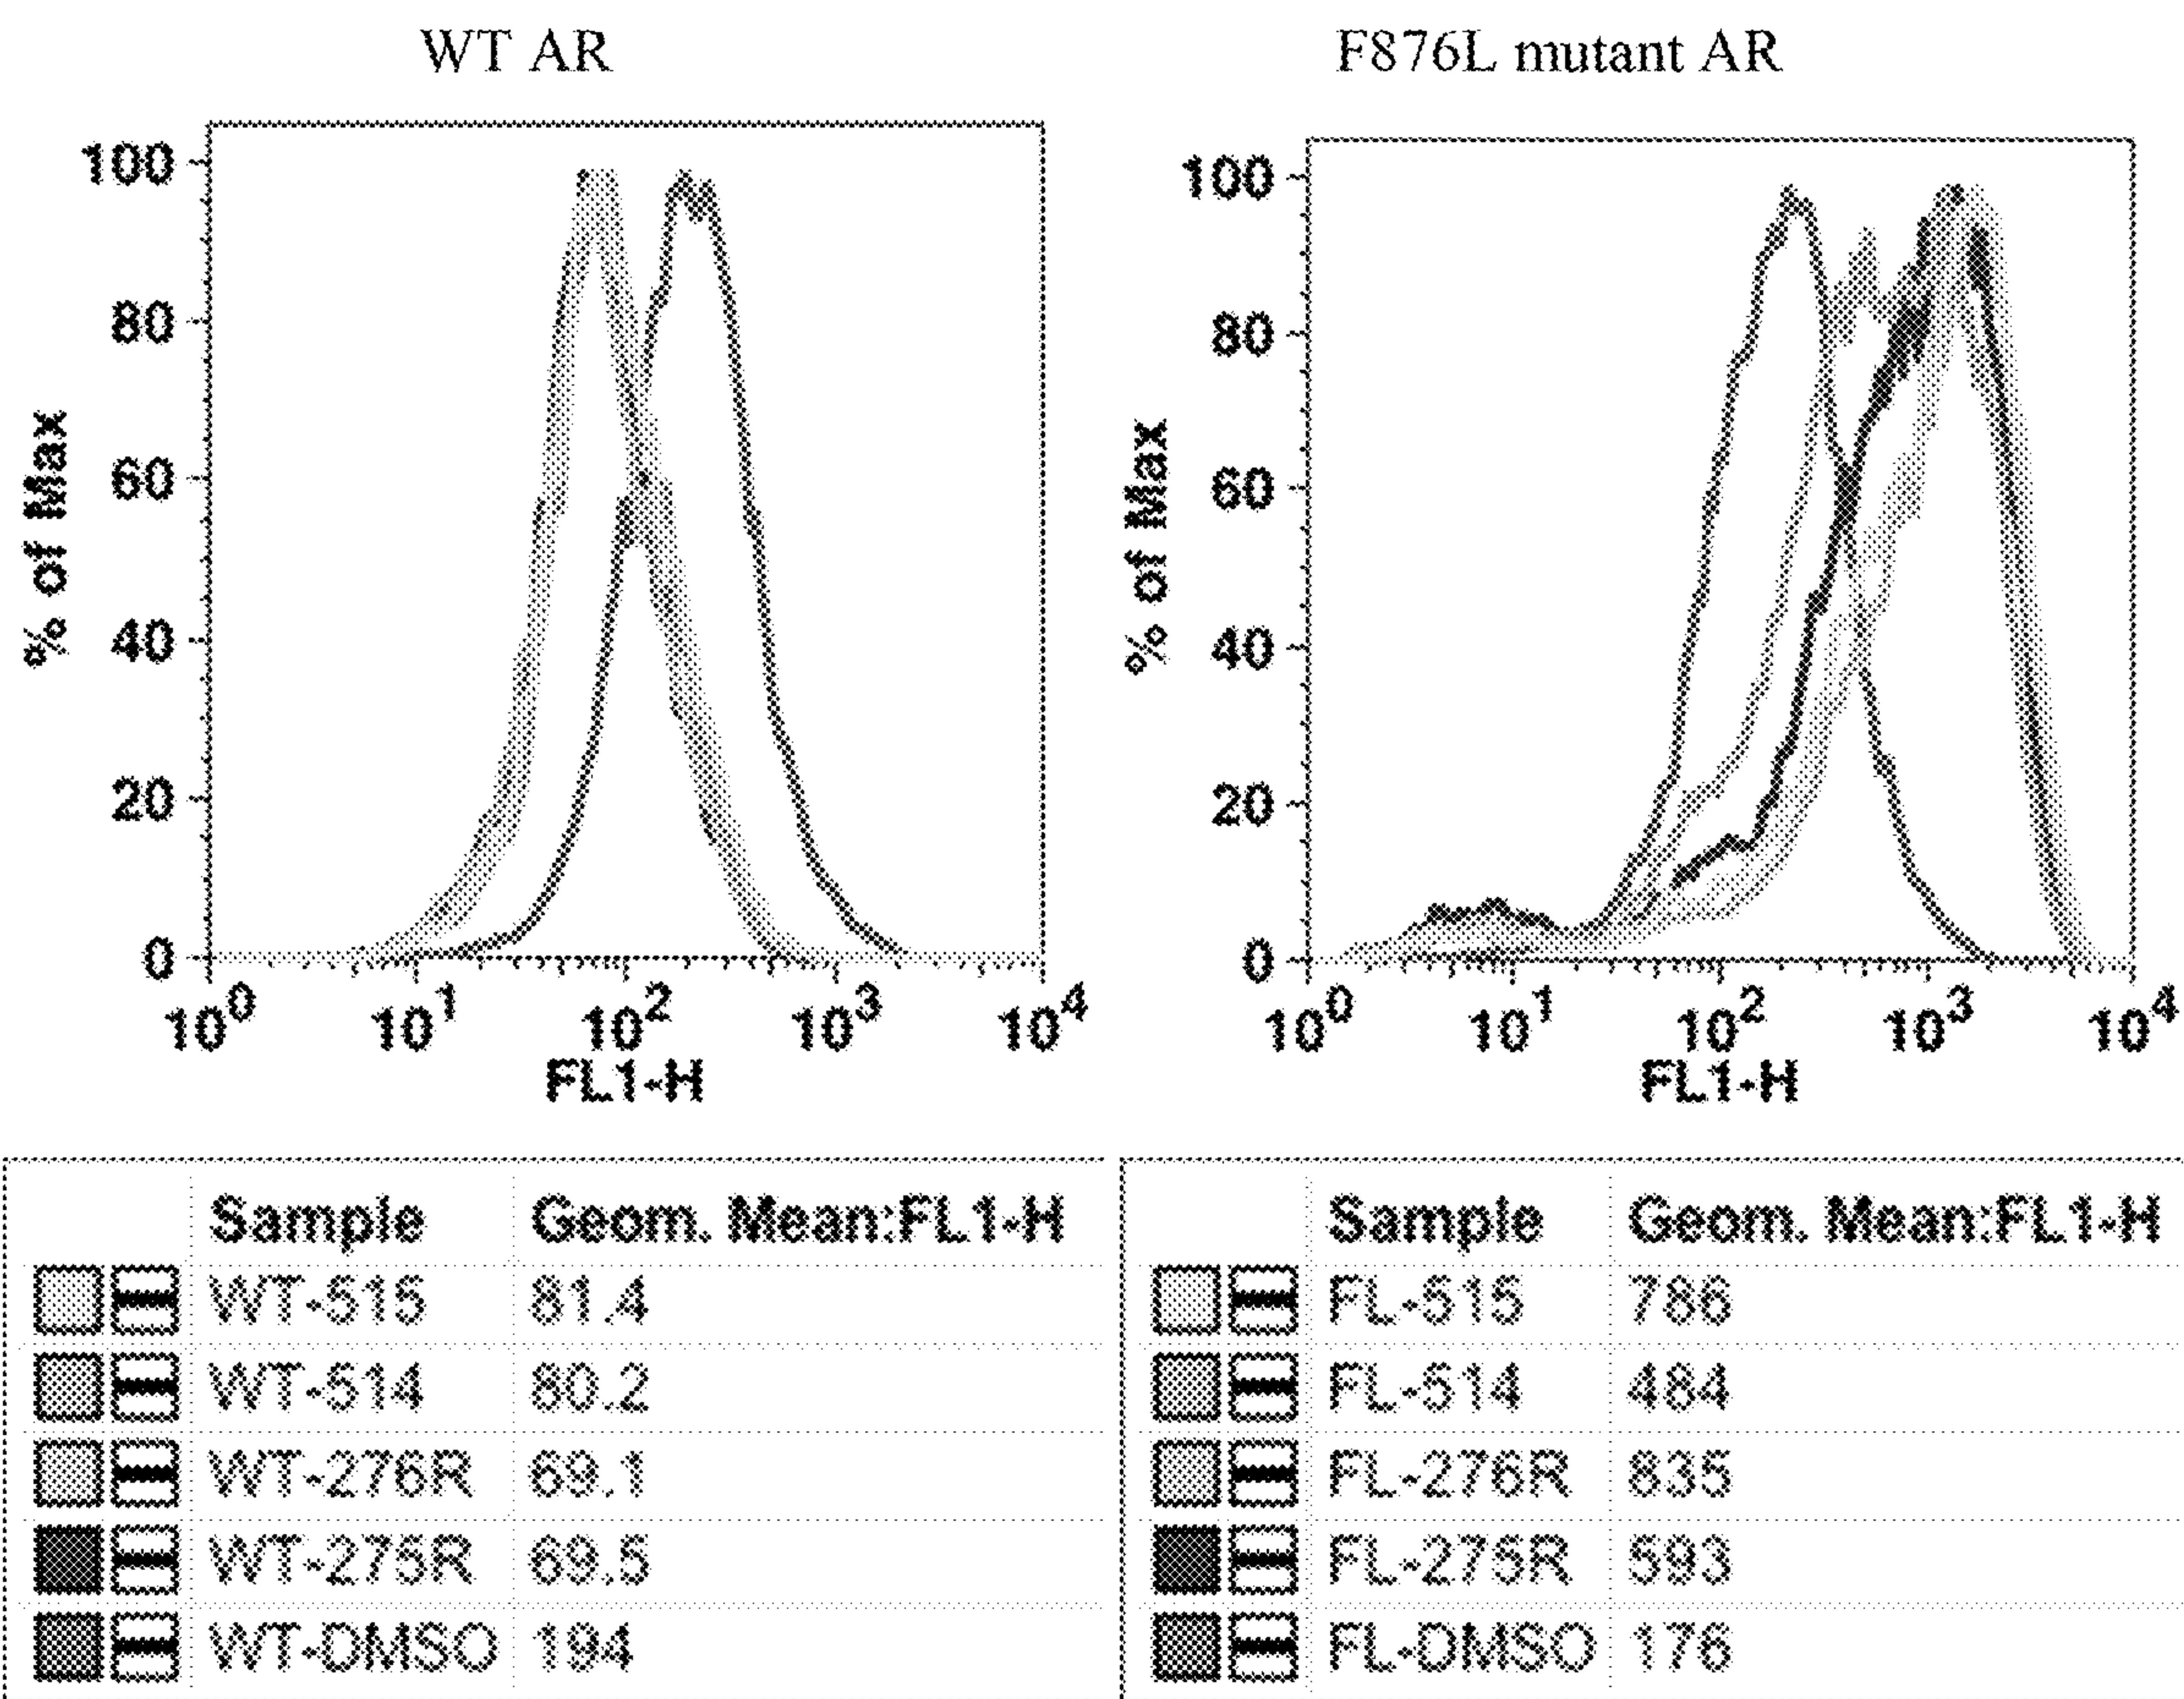 WT AR
100
80
60
40
20
0
% of Max
10^0 10^1 10^2 10^3 10^4
FL1-H
F876L mutant AR
100
80
60
40
20
0
% of Max
10^0 10^1 10^2 10^3 10^4
FL1-H
Sample Geom. Mean:FL1-H
WT-515 81.4
WT-514 80.2
WT-276R 69.1
WT-275R 69.5
WT-DMSO 194
Sample Geom. Mean:FL1-H
FL-515 786
FL-514 484
FL-276R 835
FL-275R 593
FL-DMSO 176